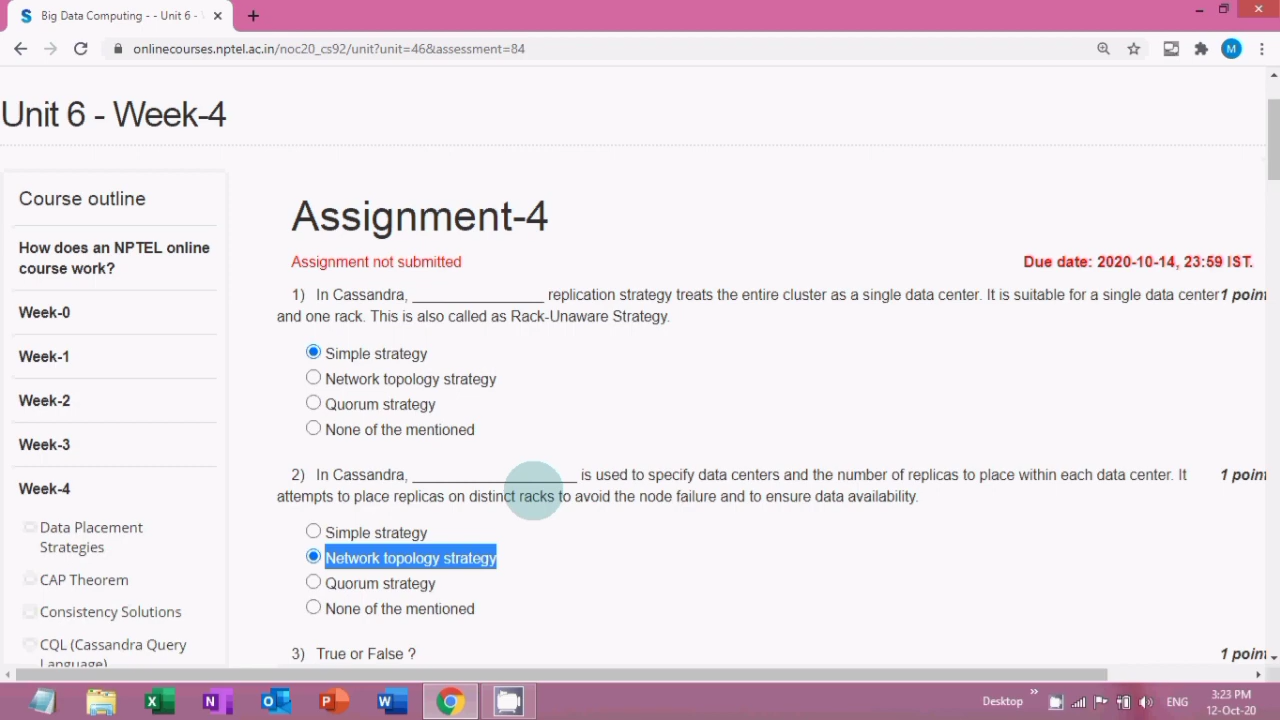 Big Data Computing - - Unit 6 -
onlinecourses.nptel.ac.in/noc20_cs92/unit?unit=46&assessment=84
M
Unit 6 - Week-4
Course outline
How does an NPTEL online
course work?
Week-0
Week-1
Week-2
Week-3
Week-4
Data Placement
Strategies
CAP Theorem
Consistency Solutions
CQL (Cassandra Query
Language)
Assignment-4
Assignment not submitted
Due date: 2020-10-14, 23:59 IST.
1) In Cassandra, _______________ replication strategy treats the entire cluster as a single data center. It is suitable for a single data center 1 point
and one rack. This is also called as Rack-Unaware Strategy.
Simple strategy
Network topology strategy
Quorum strategy
None of the mentioned
2) In Cassandra, ___________________ is used to specify data centers and the number of replicas to place within each data center. It 1 point
attempts to place replicas on distinct racks to avoid the node failure and to ensure data availability.
Simple strategy
Network topology strategy
Quorum strategy
None of the mentioned
3) True or False ? 1 point
Desktop
ENG
3:23 PM
12-Oct-20